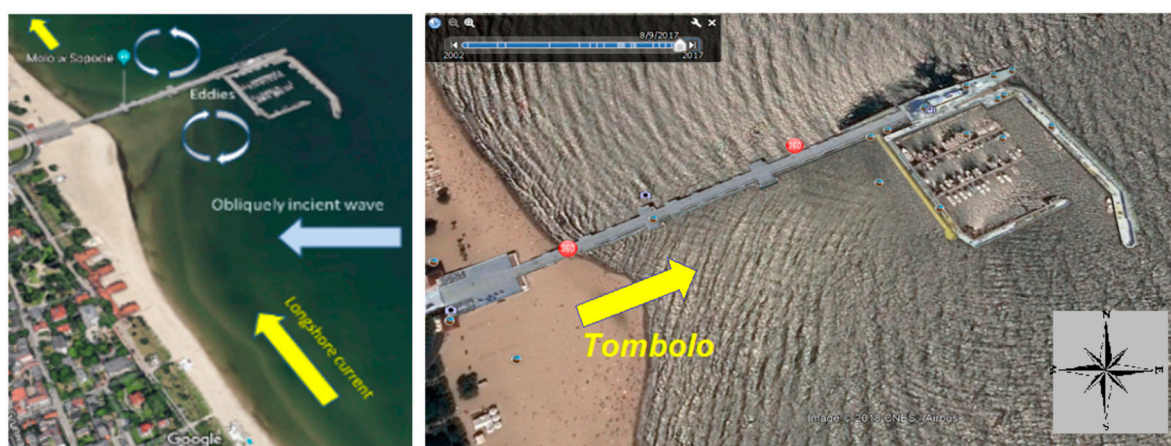 Molo w Sopocie
Eddies
Obliquely incient wave
Longshore current
Google
8/9/2017
2002
2017
360
360
Tombolo
Image © 2018 CNES / Airbus
N
W
E
S